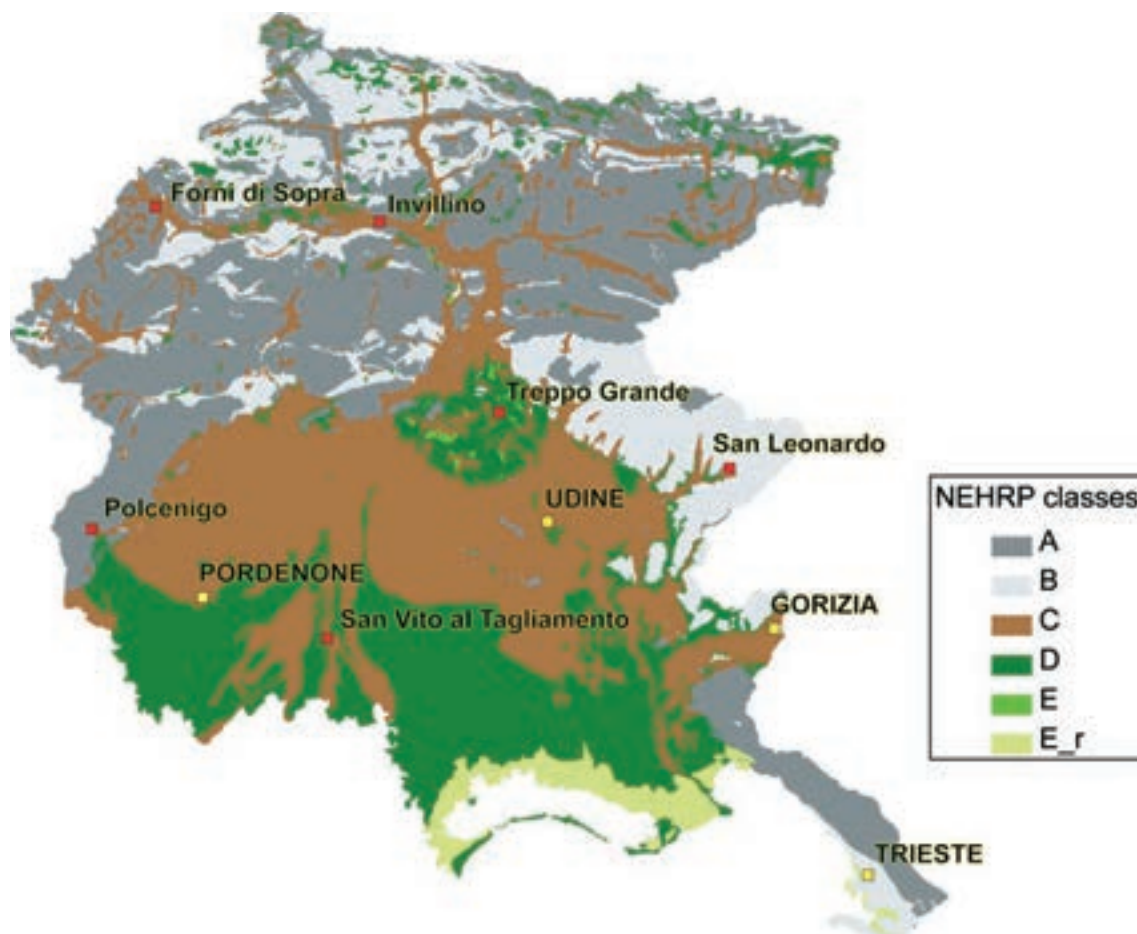 Forni di Sopra
Invillino
Treppo Grande
San Leonardo
UDINE
Polcenigo
PORDENONE
San Vito al Tagliamento
GORIZIA
TRIESTE
NEHRP classes
A
B
C
D
E
E_r